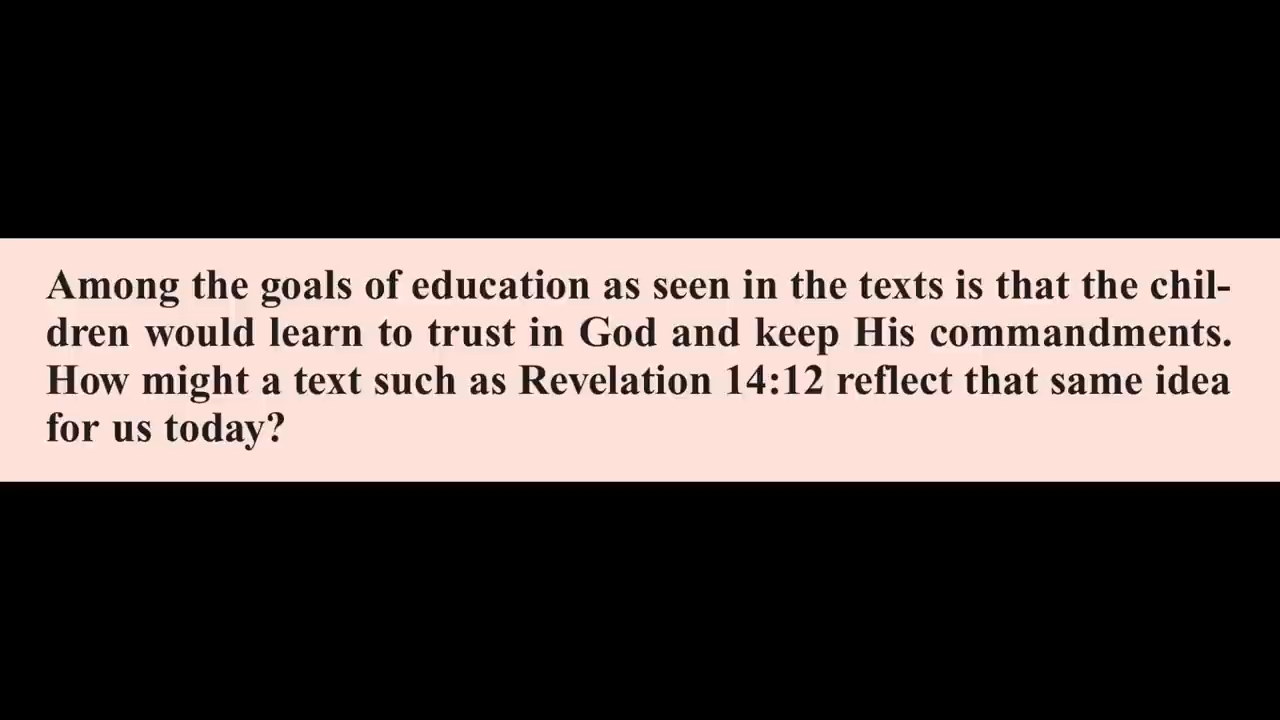 Among the goals of education as seen in the texts is that the chil-
dren would learn to trust in God and keep His commandments.
How might a text such as Revelation 14:12 reflect that same idea
for us today?